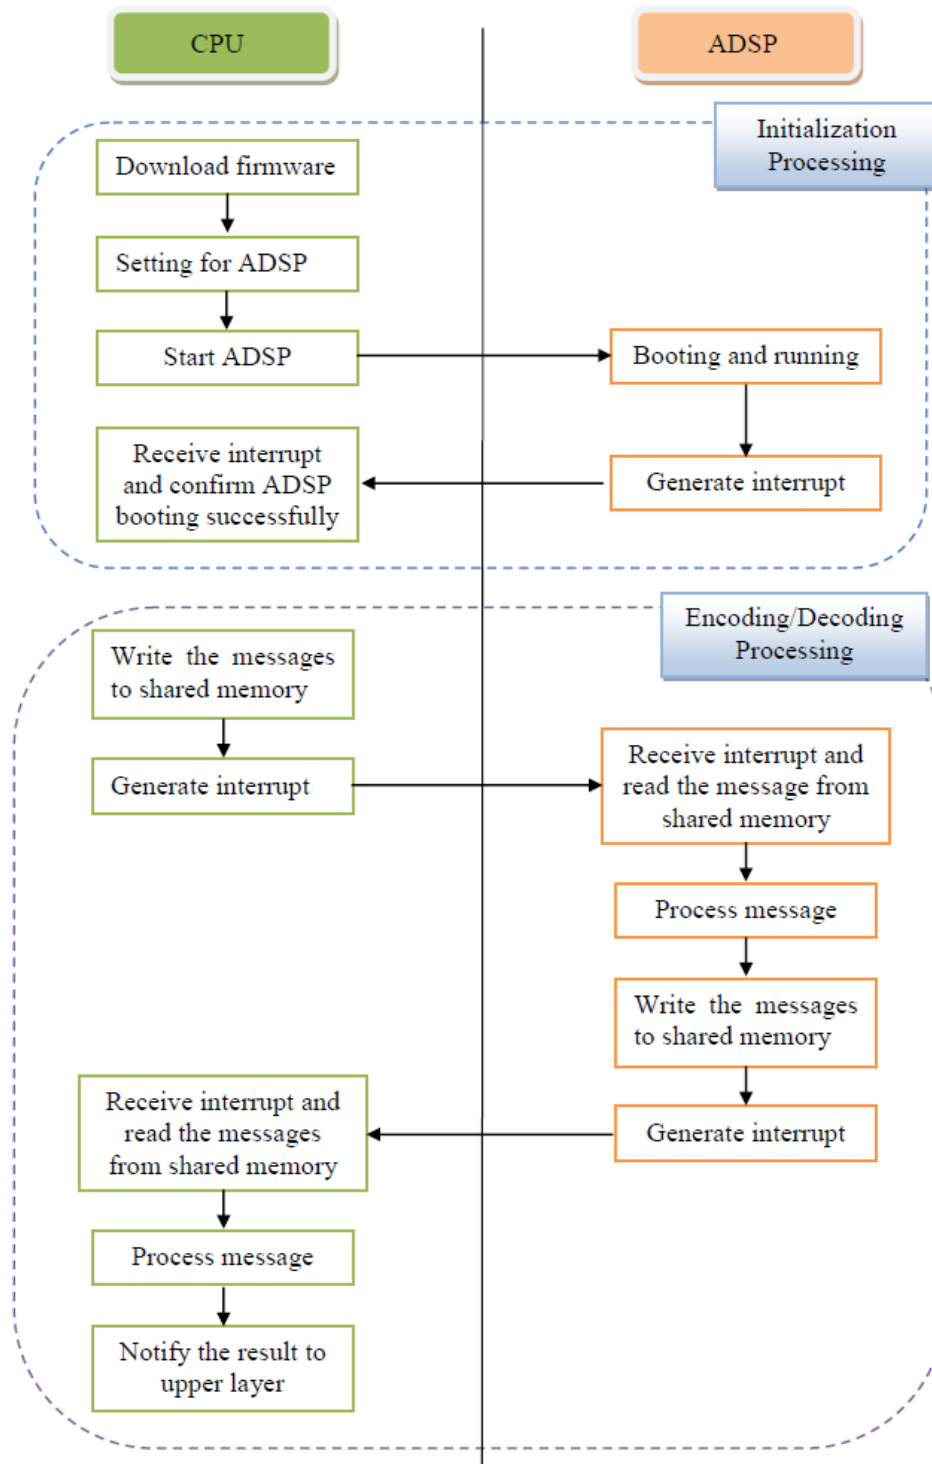 CPU
ADSP
Initialization
Processing
Download firmware
Setting for ADSP
Start ADSP
Booting and running
Receive interrupt
and confirm ADSP
booting successfully
Generate interrupt
Encoding/Decoding
Processing
Write the messages
to shared memory
Generate interrupt
Receive interrupt and
read the message from
shared memory
Process message
Write the messages
to shared memory
Generate interrupt
Receive interrupt and
read the messages
from shared memory
Process message
Notify the result to
upper layer